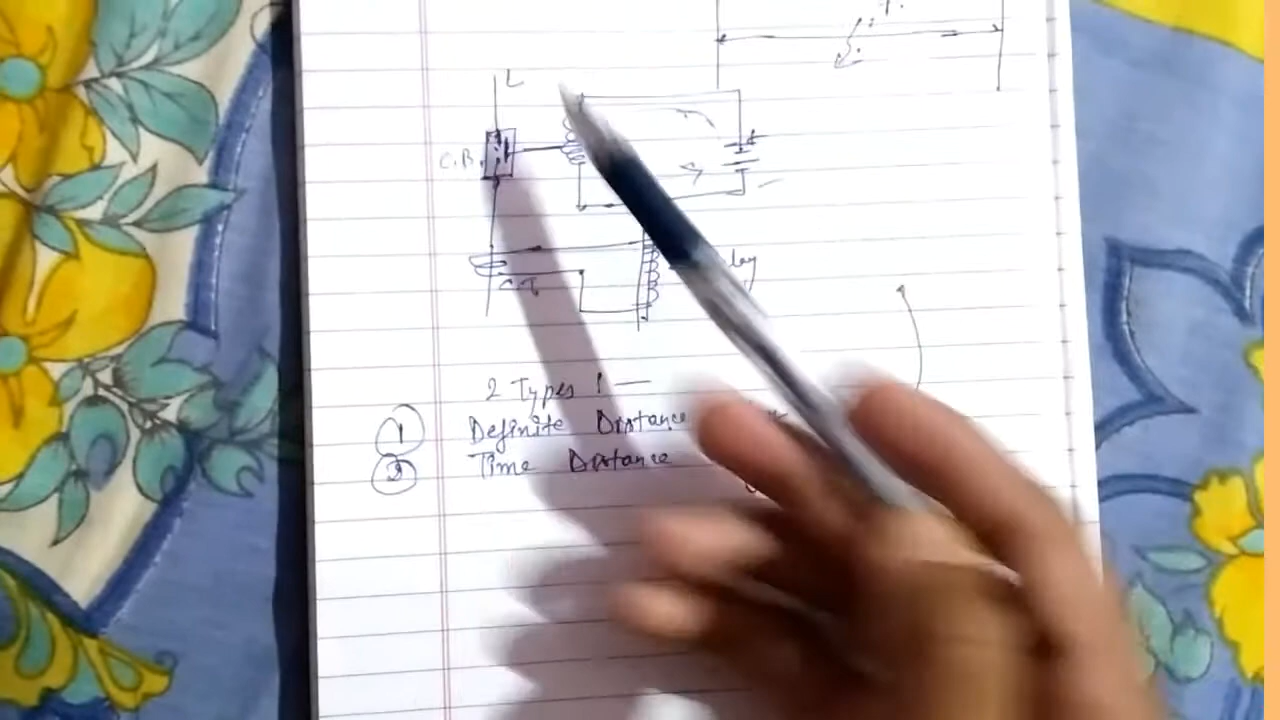 L
C.B.
C.T.
2 Types :—
1 Definite Distance
2 Time Distance